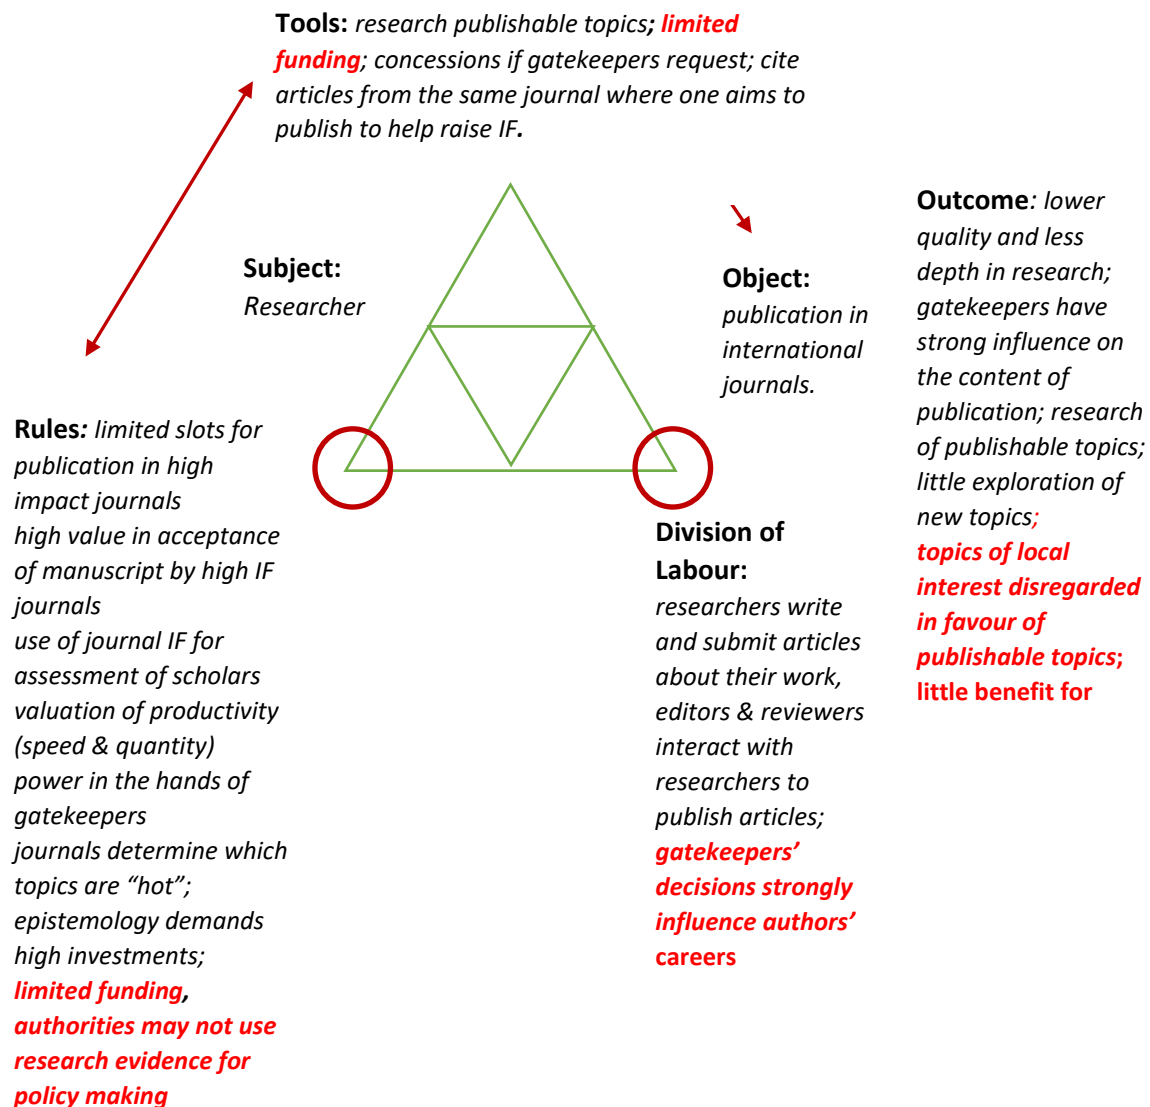 Tools: research publishable topics; limited
funding; concessions if gatekeepers request; cite
articles from the same journal where one aims to
publish to help raise IF.
Subject:
Researcher
Object:
publication in
international
journals.
Outcome: lower
quality and less
depth in research;
gatekeepers have
strong influence on
the content of
publication; research
of publishable topics;
little exploration of
new topics;
topics of local
interest disregarded
in favour of
publishable topics;
little benefit for
Rules: limited slots for
publication in high
impact journals
high value in acceptance
of manuscript by high IF
journals
use of journal IF for
assessment of scholars
valuation of productivity
(speed & quantity)
power in the hands of
gatekeepers
journals determine which
topics are “hot”;
epistemology demands
high investments;
limited funding,
authorities may not use
research evidence for
policy making
Division of
Labour:
researchers write
and submit articles
about their work,
editors & reviewers
interact with
researchers to
publish articles;
gatekeepers’
decisions strongly
influence authors’
careers